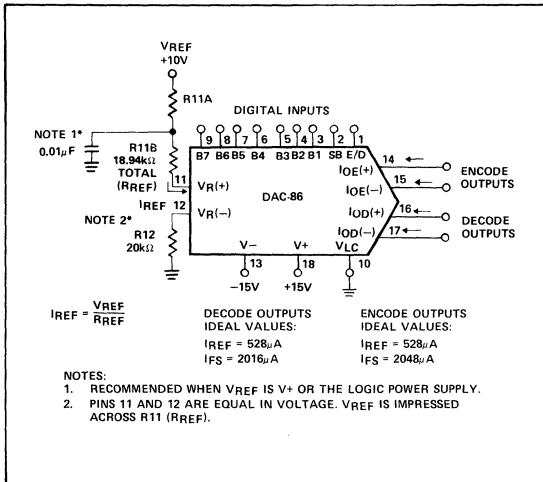 VREF
+10V
R11A
DIGITAL INPUTS
NOTE 1*
0.01µF
R11B
18.94kΩ
TOTAL
(RREF)
9 8 7 6 5 4 3 2 1
B7 B6 B5 B4 B3 B2 B1 SB E/D
14
IOE(+)
ENCODE
OUTPUTS
15
IOE(–)
11
VR(+)
IREF 12
VR(–)
DAC-86
16
IOD(+)
DECODE
OUTPUTS
17
IOD(–)
NOTE 2*
R12
20kΩ
V– V+ VLC
13 18 10
–15V +15V
IREF = VREF
RREF
DECODE OUTPUTS
IDEAL VALUES:
IREF = 528µA
IFS = 2016µA
ENCODE OUTPUTS
IDEAL VALUES:
IREF = 528µA
IFS = 2048µA
NOTES:
1. RECOMMENDED WHEN VREF IS V+ OR THE LOGIC POWER SUPPLY.
2. PINS 11 AND 12 ARE EQUAL IN VOLTAGE. VREF IS IMPRESSED
ACROSS R11 (RREF).